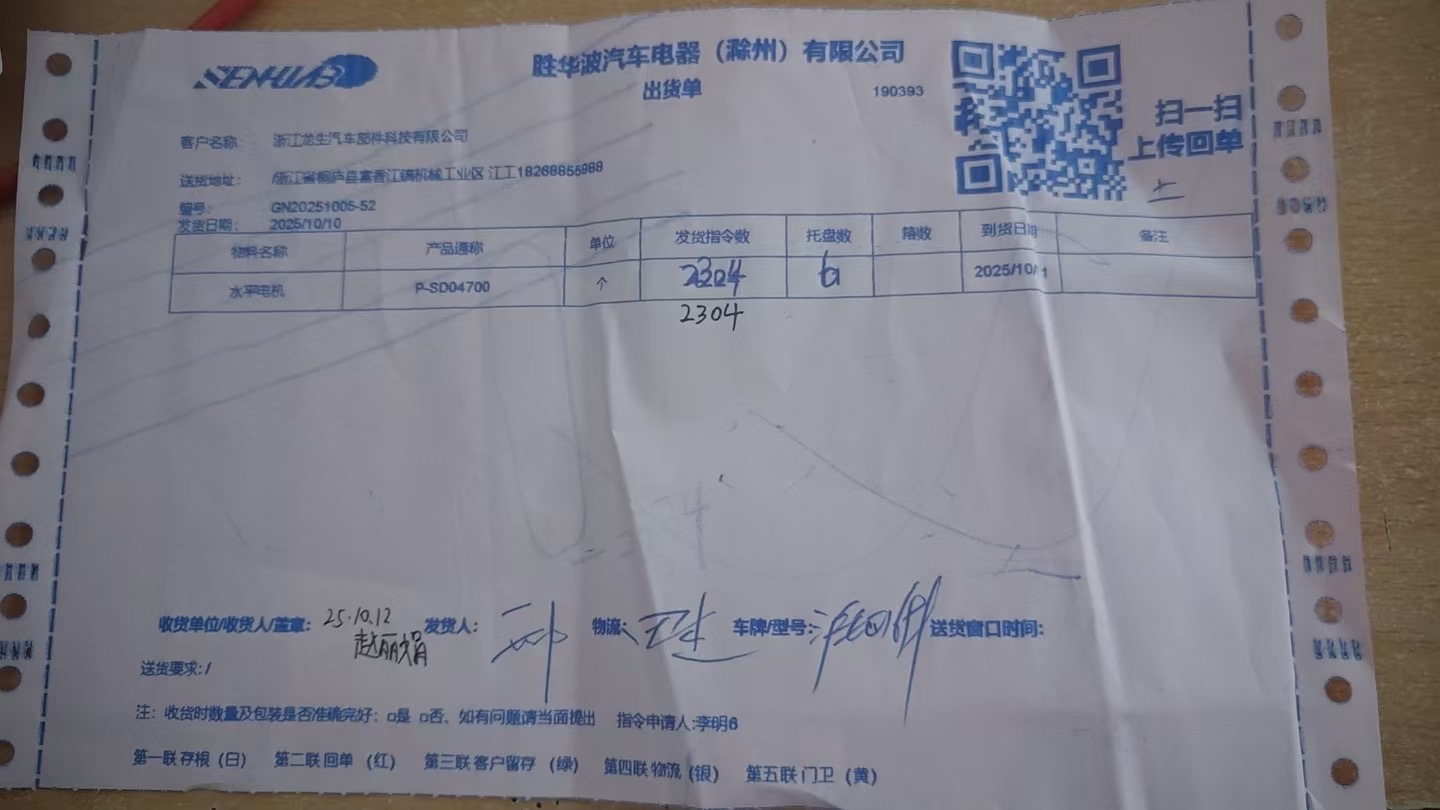 SENHUABO
胜华波汽车电器（滁州）有限公司
出货单 190393
扫一扫
上传回单
客户名称： 浙江龙生汽车部件科技有限公司
送货地址： /浙江省桐庐县富春江镇机械工业区 江工18268855988
编号： GN20251005-52
发货日期： 2025/10/10
物料名称 产品通称 单位 发货指令数 托盘数 箱数 到货日期 备注
水平电机 P-SD04700 个 2304 6 2025/10/11
2304
收货单位/收货人/盖章： 25.10.12 发货人： 物流： 车牌/型号： 送货窗口时间：
赵丽娟
送货要求：/
注：收货时数量及包装是否准确完好：□是 □否，如有问题请当面提出 指令申请人:李明6
第一联存根（白） 第二联回单 （红） 第三联客户留存 （绿） 第四联物流（银） 第五联门卫（黄）